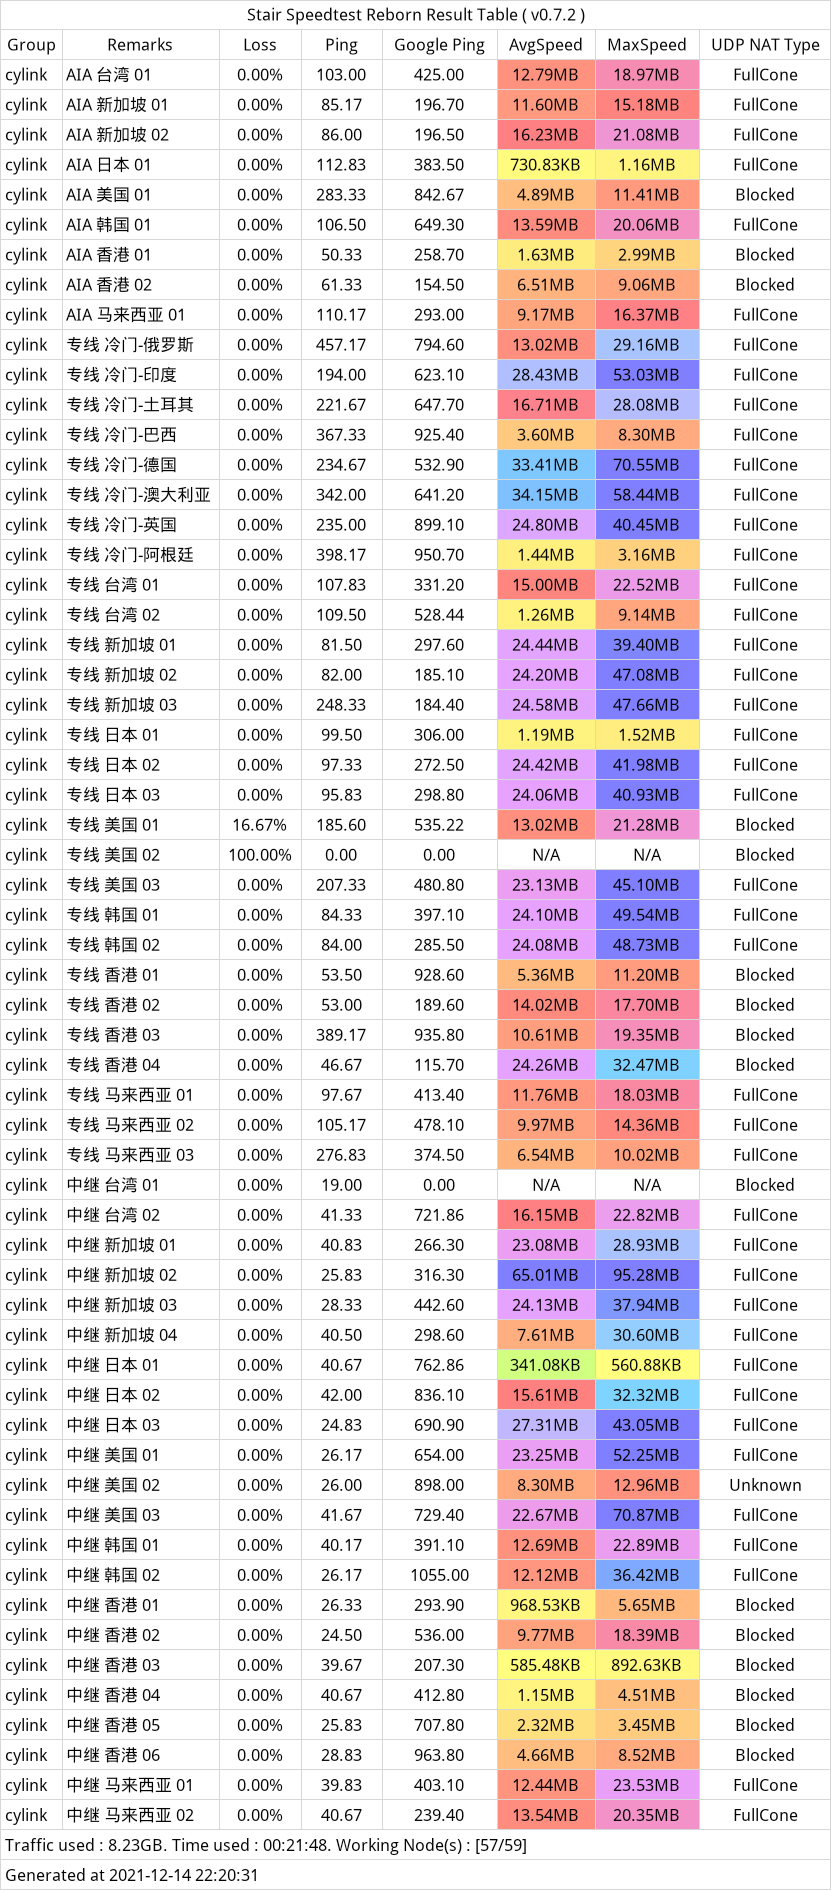 Stair Speedtest Reborn Result Table ( v0.7.2 )
Group Remarks Loss Ping Google Ping AvgSpeed MaxSpeed UDP NAT Type
cylink AIA 台湾 01 0.00% 103.00 425.00 12.79MB 18.97MB FullCone
cylink AIA 新加坡 01 0.00% 85.17 196.70 11.60MB 15.18MB FullCone
cylink AIA 新加坡 02 0.00% 86.00 196.50 16.23MB 21.08MB FullCone
cylink AIA 日本 01 0.00% 112.83 383.50 730.83KB 1.16MB FullCone
cylink AIA 美国 01 0.00% 283.33 842.67 4.89MB 11.41MB Blocked
cylink AIA 韩国 01 0.00% 106.50 649.30 13.59MB 20.06MB FullCone
cylink AIA 香港 01 0.00% 50.33 258.70 1.63MB 2.99MB Blocked
cylink AIA 香港 02 0.00% 61.33 154.50 6.51MB 9.06MB Blocked
cylink AIA 马来西亚 01 0.00% 110.17 293.00 9.17MB 16.37MB FullCone
cylink 专线 冷门-俄罗斯 0.00% 457.17 794.60 13.02MB 29.16MB FullCone
cylink 专线 冷门-印度 0.00% 194.00 623.10 28.43MB 53.03MB FullCone
cylink 专线 冷门-土耳其 0.00% 221.67 647.70 16.71MB 28.08MB FullCone
cylink 专线 冷门-巴西 0.00% 367.33 925.40 3.60MB 8.30MB FullCone
cylink 专线 冷门-德国 0.00% 234.67 532.90 33.41MB 70.55MB FullCone
cylink 专线 冷门-澳大利亚 0.00% 342.00 641.20 34.15MB 58.44MB FullCone
cylink 专线 冷门-英国 0.00% 235.00 899.10 24.80MB 40.45MB FullCone
cylink 专线 冷门-阿根廷 0.00% 398.17 950.70 1.44MB 3.16MB FullCone
cylink 专线 台湾 01 0.00% 107.83 331.20 15.00MB 22.52MB FullCone
cylink 专线 台湾 02 0.00% 109.50 528.44 1.26MB 9.14MB FullCone
cylink 专线 新加坡 01 0.00% 81.50 297.60 24.44MB 39.40MB FullCone
cylink 专线 新加坡 02 0.00% 82.00 185.10 24.20MB 47.08MB FullCone
cylink 专线 新加坡 03 0.00% 248.33 184.40 24.58MB 47.66MB FullCone
cylink 专线 日本 01 0.00% 99.50 306.00 1.19MB 1.52MB FullCone
cylink 专线 日本 02 0.00% 97.33 272.50 24.42MB 41.98MB FullCone
cylink 专线 日本 03 0.00% 95.83 298.80 24.06MB 40.93MB FullCone
cylink 专线 美国 01 16.67% 185.60 535.22 13.02MB 21.28MB Blocked
cylink 专线 美国 02 100.00% 0.00 0.00 N/A N/A Blocked
cylink 专线 美国 03 0.00% 207.33 480.80 23.13MB 45.10MB FullCone
cylink 专线 韩国 01 0.00% 84.33 397.10 24.10MB 49.54MB FullCone
cylink 专线 韩国 02 0.00% 84.00 285.50 24.08MB 48.73MB FullCone
cylink 专线 香港 01 0.00% 53.50 928.60 5.36MB 11.20MB Blocked
cylink 专线 香港 02 0.00% 53.00 189.60 14.02MB 17.70MB Blocked
cylink 专线 香港 03 0.00% 389.17 935.80 10.61MB 19.35MB Blocked
cylink 专线 香港 04 0.00% 46.67 115.70 24.26MB 32.47MB Blocked
cylink 专线 马来西亚 01 0.00% 97.67 413.40 11.76MB 18.03MB FullCone
cylink 专线 马来西亚 02 0.00% 105.17 478.10 9.97MB 14.36MB FullCone
cylink 专线 马来西亚 03 0.00% 276.83 374.50 6.54MB 10.02MB FullCone
cylink 中继 台湾 01 0.00% 19.00 0.00 N/A N/A Blocked
cylink 中继 台湾 02 0.00% 41.33 721.86 16.15MB 22.82MB FullCone
cylink 中继 新加坡 01 0.00% 40.83 266.30 23.08MB 28.93MB FullCone
cylink 中继 新加坡 02 0.00% 25.83 316.30 65.01MB 95.28MB FullCone
cylink 中继 新加坡 03 0.00% 28.33 442.60 24.13MB 37.94MB FullCone
cylink 中继 新加坡 04 0.00% 40.50 298.60 7.61MB 30.60MB FullCone
cylink 中继 日本 01 0.00% 40.67 762.86 341.08KB 560.88KB FullCone
cylink 中继 日本 02 0.00% 42.00 836.10 15.61MB 32.32MB FullCone
cylink 中继 日本 03 0.00% 24.83 690.90 27.31MB 43.05MB FullCone
cylink 中继 美国 01 0.00% 26.17 654.00 23.25MB 52.25MB FullCone
cylink 中继 美国 02 0.00% 26.00 898.00 8.30MB 12.96MB Unknown
cylink 中继 美国 03 0.00% 41.67 729.40 22.67MB 70.87MB FullCone
cylink 中继 韩国 01 0.00% 40.17 391.10 12.69MB 22.89MB FullCone
cylink 中继 韩国 02 0.00% 26.17 1055.00 12.12MB 36.42MB FullCone
cylink 中继 香港 01 0.00% 26.33 293.90 968.53KB 5.65MB Blocked
cylink 中继 香港 02 0.00% 24.50 536.00 9.77MB 18.39MB Blocked
cylink 中继 香港 03 0.00% 39.67 207.30 585.48KB 892.63KB Blocked
cylink 中继 香港 04 0.00% 40.67 412.80 1.15MB 4.51MB Blocked
cylink 中继 香港 05 0.00% 25.83 707.80 2.32MB 3.45MB Blocked
cylink 中继 香港 06 0.00% 28.83 963.80 4.66MB 8.52MB Blocked
cylink 中继 马来西亚 01 0.00% 39.83 403.10 12.44MB 23.53MB FullCone
cylink 中继 马来西亚 02 0.00% 40.67 239.40 13.54MB 20.35MB FullCone
Traffic used : 8.23GB. Time used : 00:21:48. Working Node(s) : [57/59]
Generated at 2021-12-14 22:20:31